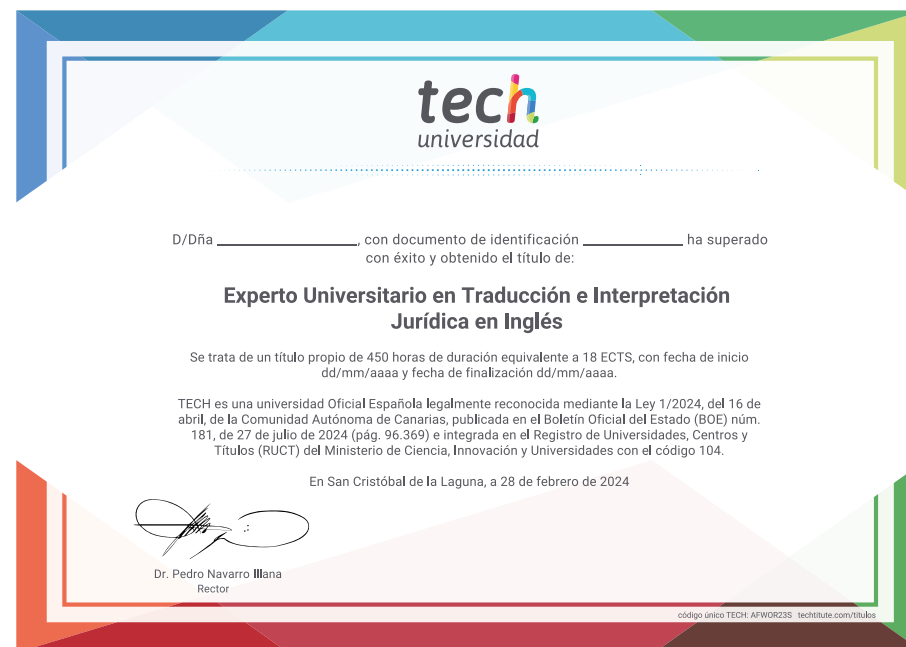 tech
universidad
D/Dña ____________________, con documento de identificación ______________ ha superado
con éxito y obtenido el título de:
Experto Universitario en Traducción e Interpretación
Jurídica en Inglés
Se trata de un título propio de 450 horas de duración equivalente a 18 ECTS, con fecha de inicio
dd/mm/aaaa y fecha de finalización dd/mm/aaaa.
TECH es una universidad Oficial Española legalmente reconocida mediante la Ley 1/2024, del 16 de
abril, de la Comunidad Autónoma de Canarias, publicada en el Boletín Oficial del Estado (BOE) núm.
181, de 27 de julio de 2024 (pág. 96.369) e integrada en el Registro de Universidades, Centros y
Títulos (RUCT) del Ministerio de Ciencia, Innovación y Universidades con el código 104.
En San Cristóbal de la Laguna, a 28 de febrero de 2024
Dr. Pedro Navarro Illana
Rector
código único TECH: AFWOR23S techtitute.com/titulos